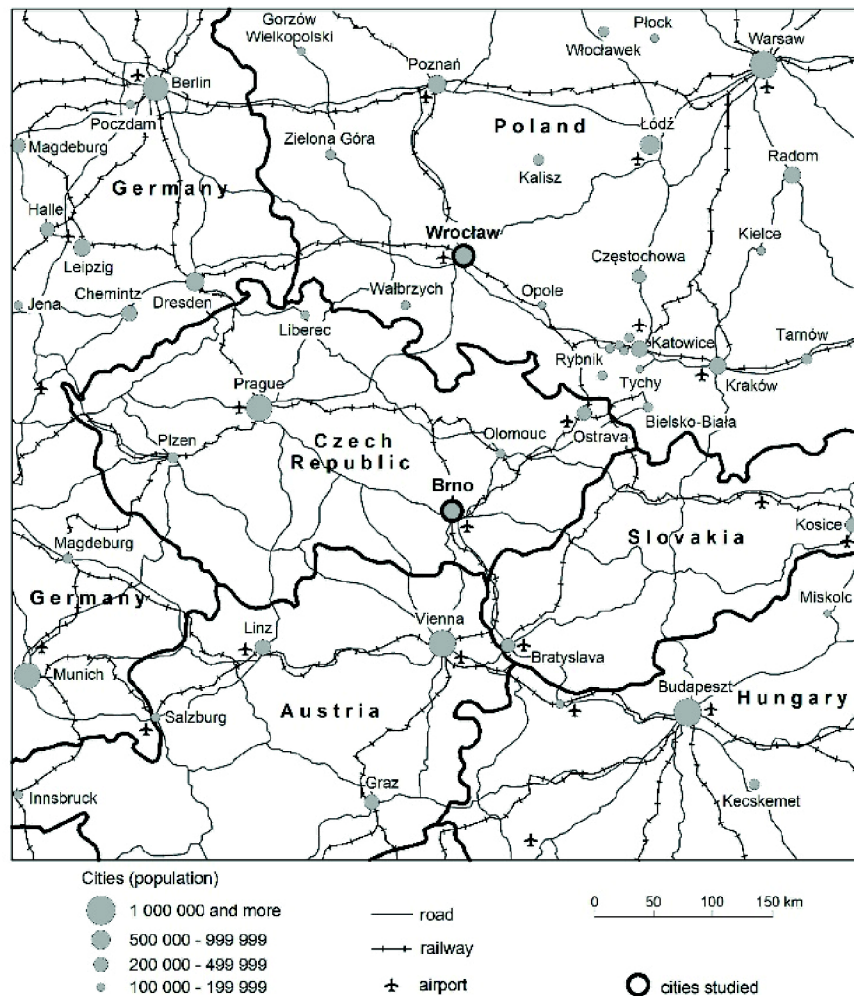 Gorzów
Wielkopolski
Płock
Włocławek
Warsaw
Poznań
Berlin
Poczdam
Magdeburg
Zielona Góra
Poland
Łódź
Kalisz
Radom
Germany
Halle
Wrocław
Leipzig
Częstochowa
Kielce
Jena
Chemintz
Dresden
Wałbrzych
Opole
Liberec
Katowice
Tarnów
Rybnik
Tychy
Kraków
Prague
Bielsko-Biała
Ostrava
Olomouc
Czech
Republic
Plzen
Brno
Kosice
Slovakia
Magdeburg
Germany
Miskolc
Linz
Vienna
Bratyslava
Munich
Budapeszt
Hungary
Salzburg
Austria
Graz
Innsbruck
Kecskemet
Cities (population)
1 000 000 and more
500 000 - 999 999
200 000 - 499 999
100 000 - 199 999
road
railway
airport
0 50 100 150 km
cities studied